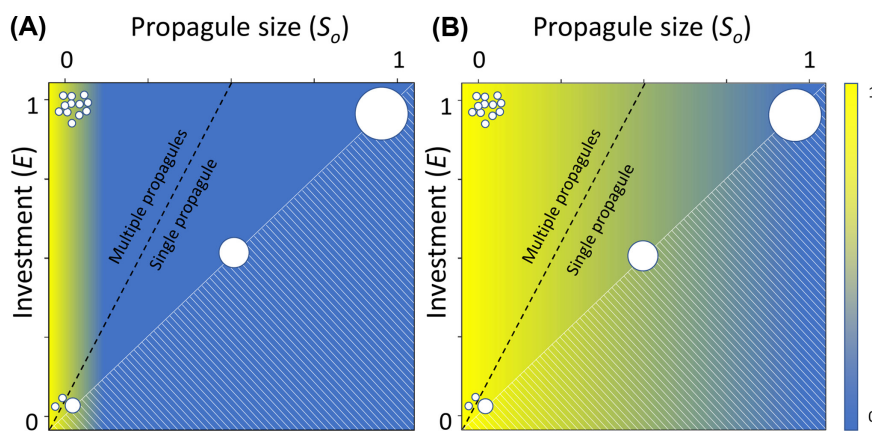 (A) Propagule size (Sₒ)
0 1
Investment (E)
1
0
Multiple propagules
Single propagule
(B) Propagule size (Sₒ)
0 1
Investment (E)
1
0
Multiple propagules
Single propagule
1
0